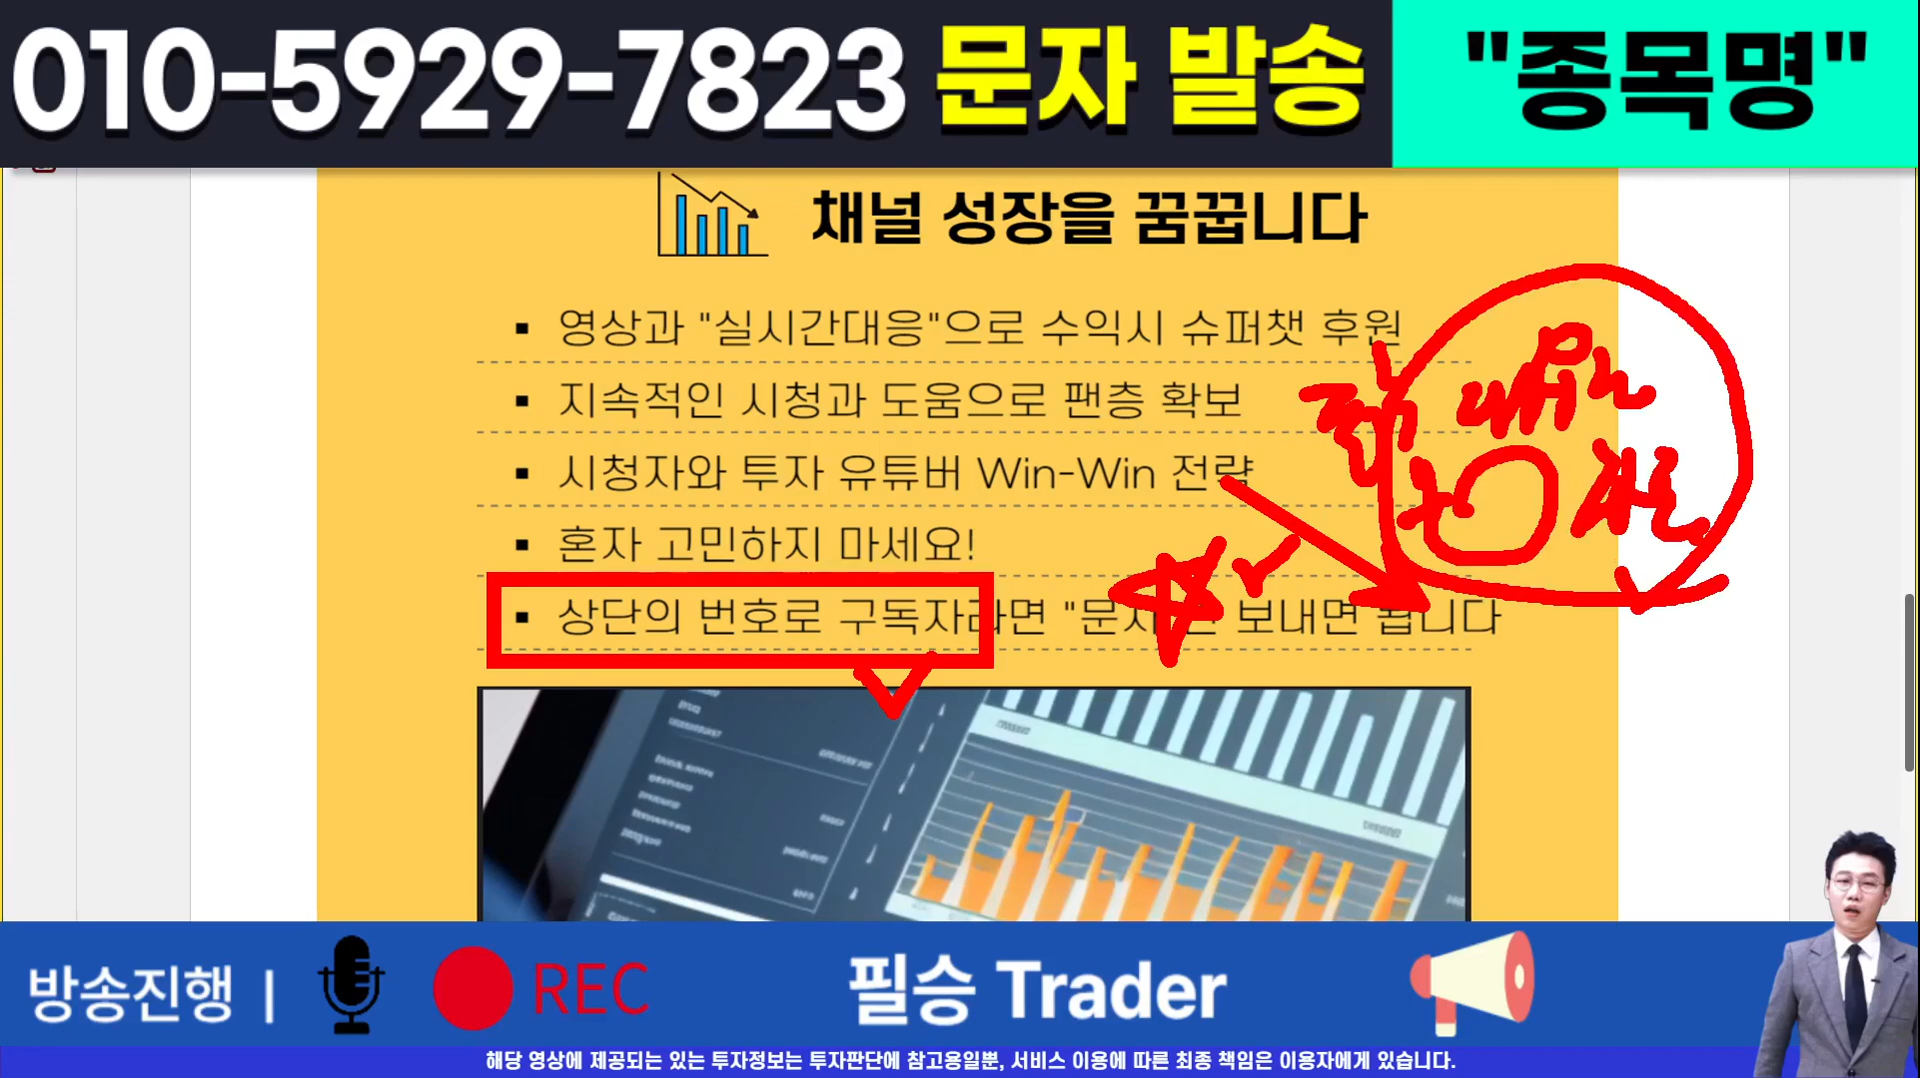 010-5929-7823 문자 발송 "종목명"
채널 성장을 꿈꿉니다
▪ 영상과 "실시간대응"으로 수익시 슈퍼챗 후원
▪ 지속적인 시청과 도움으로 팬층 확보
▪ 시청자와 투자 유튜버 Win-Win 전략
▪ 혼자 고민하지 마세요!
▪ 상단의 번호로 구독자라면 "문자"만 보내면 됩니다
방송진행 | REC 필승 Trader
해당 영상에 제공되는 있는 투자정보는 투자판단에 참고용일뿐, 서비스 이용에 따른 최종 책임은 이용자에게 있습니다.